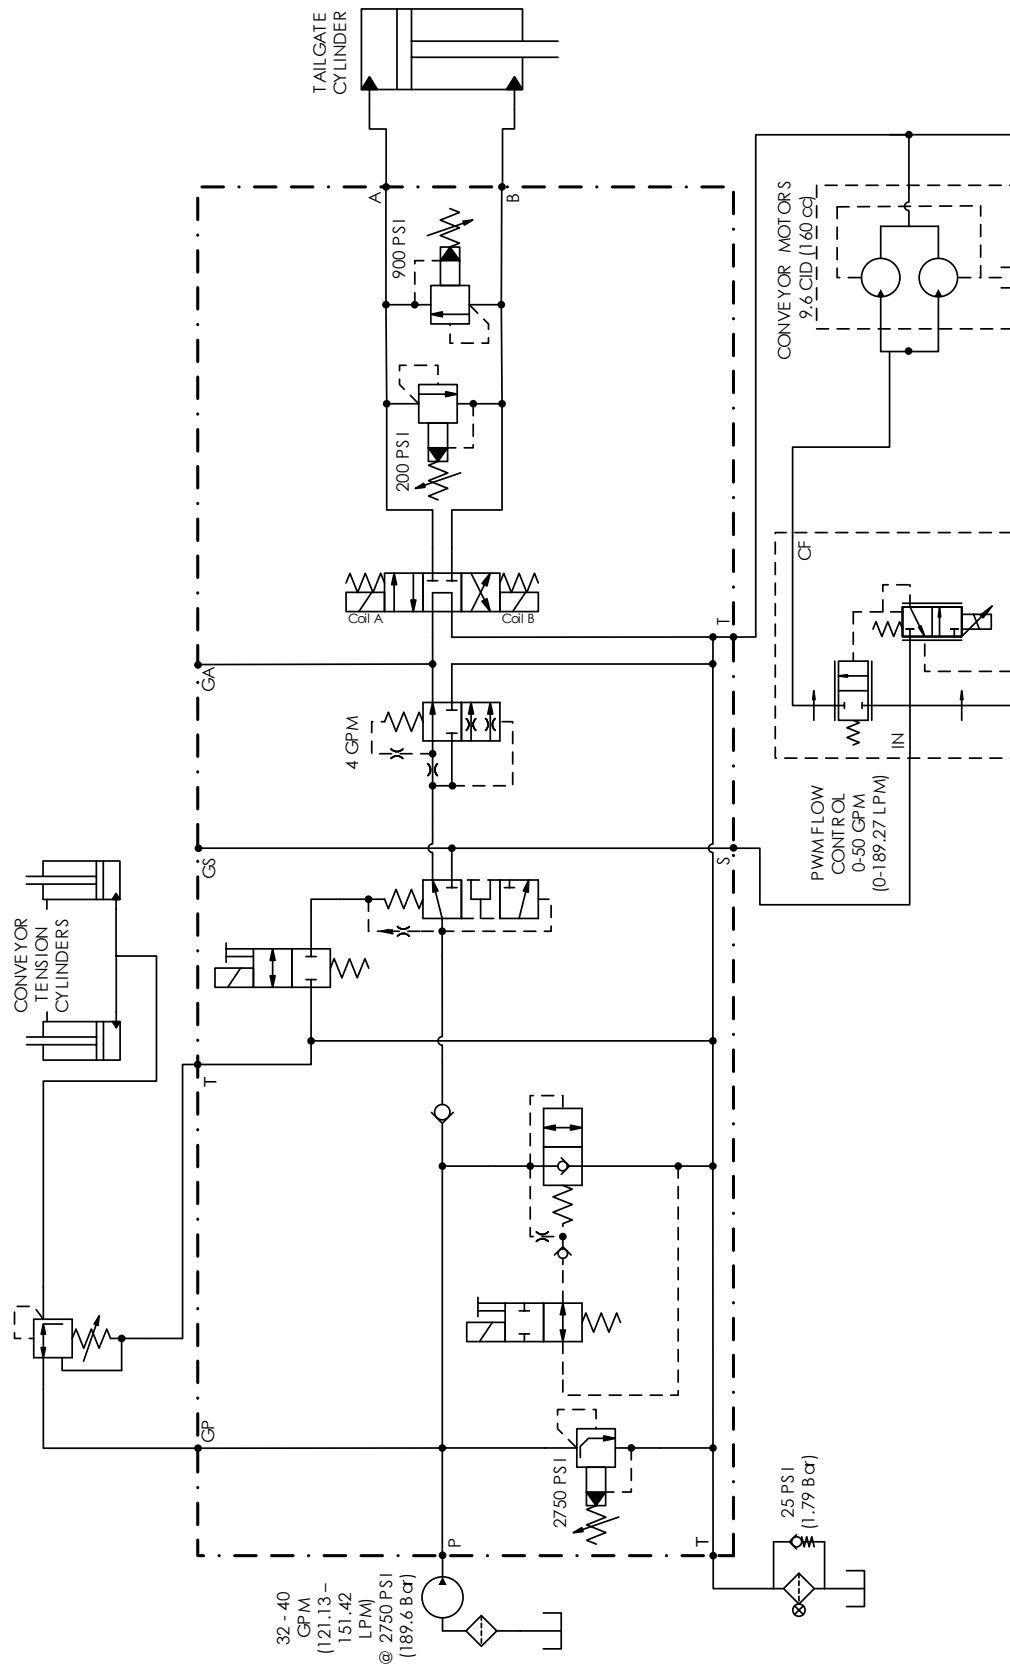 TAILGATE
CYLINDER
A
B
900 PSI
200 PSI
CONVEYOR MOTORS
9.6 CID (160 cc)
Coil A
Coil B
CF
T
GA
4 GPM
IN
PWM FLOW
CONTROL
0-50 GPM
(0-189.27 LPM)
GS
S
CONVEYOR
TENSION
CYLINDERS
T
GP
2750 PSI
P
T
25 PSI
(1.79 Bar)
32 - 40
GPM
(121.13 –
151.42
LPM)
@ 2750 PSI
(189.6 Bar)